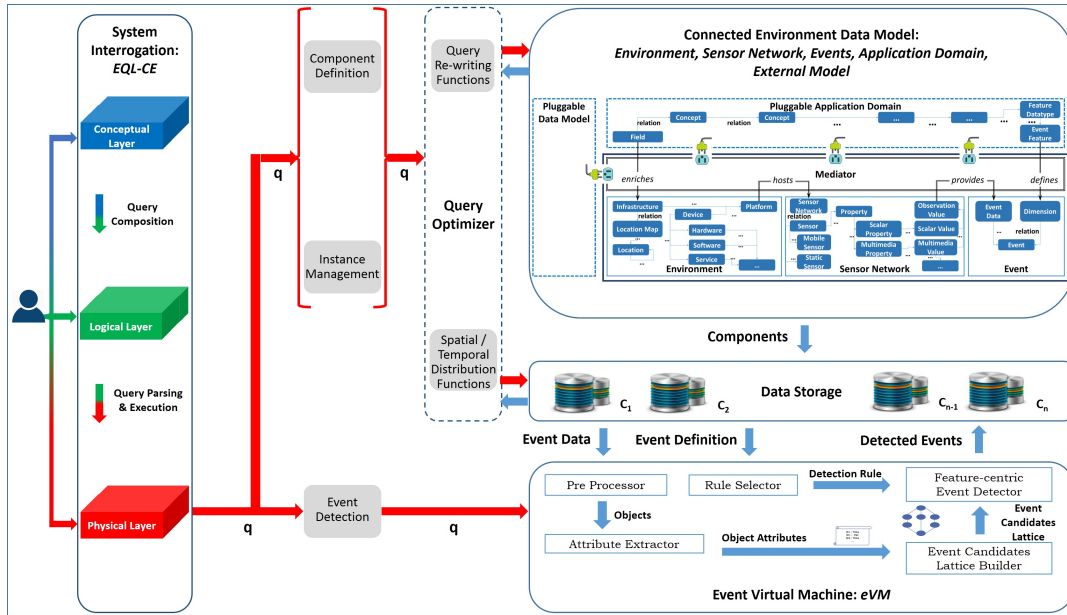 System
Interrogation:
EQL-CE
Conceptual
Layer
Query
Composition
Logical Layer
Query Parsing
& Execution
Physical Layer
q
q
q
q
Component
Definition
Instance
Management
Event
Detection
Query
Re-writing
Functions
Query
Optimizer
Spatial /
Temporal
Distribution
Functions
Connected Environment Data Model:
Environment, Sensor Network, Events, Application Domain,
External Model
Pluggable
Data Model
Pluggable Application Domain
Field
relation
Concept
relation
Concept
...
...
...
...
...
Feature
Datatype
Event
Feature
Mediator
enriches
hosts
provides
defines
Infrastructure
relation
Location Map
...
Location
...
...
Device
...
Platform
...
Hardware
Software
Service
...
...
Environment
Sensor
Network
relation
Sensor
...
Mobile
Sensor
...
Static
Sensor
Property
...
Scalar
Property
Multimedia
Property
...
Observation
Value
Scalar Value
Multimedia
Value
...
...
Sensor Network
Event
Data
Dimension
relation
...
...
Event
Event
Components
C1
C2
Data Storage
Cn-1
Cn
Event Data
Event Definition
Detected Events
Pre Processor
Rule Selector
Detection Rule
Feature-centric
Event Detector
Objects
Event
Candidates
Lattice
Attribute Extractor
Object Attributes
Event Candidates
Lattice Builder
Event Virtual Machine: eVM